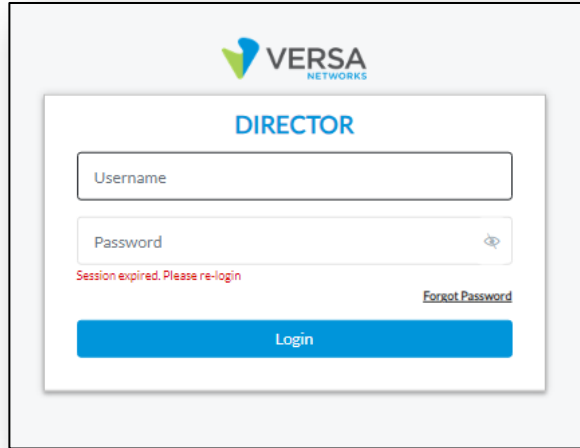 VERSA
NETWORKS
DIRECTOR
Username
Password
Session expired. Please re-login
Forgot Password
Login